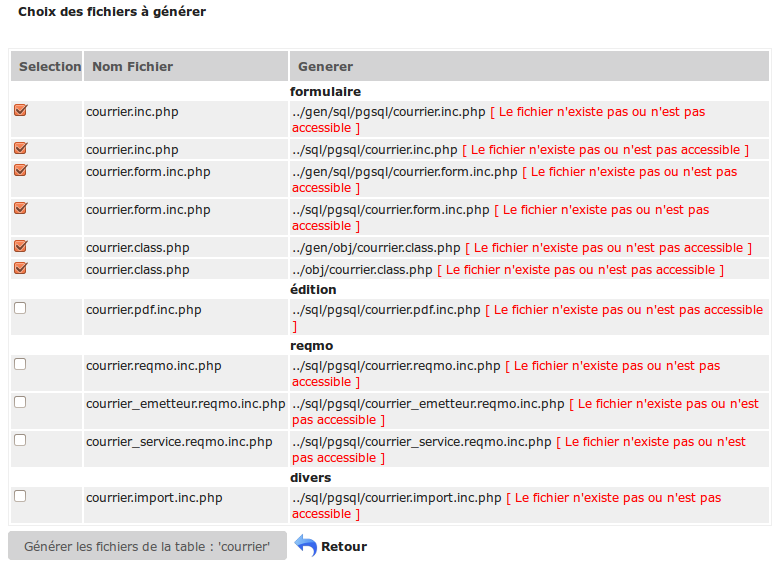 Choix des fichiers à générer
Selection Nom Fichier Generer
formulaire
courrier.inc.php ../gen/sql/pgsql/courrier.inc.php [ Le fichier n'existe pas ou n'est pas
accessible ]
courrier.inc.php ../sql/pgsql/courrier.inc.php [ Le fichier n'existe pas ou n'est pas accessible ]
courrier.form.inc.php ../gen/sql/pgsql/courrier.form.inc.php [ Le fichier n'existe pas ou n'est pas
accessible ]
courrier.form.inc.php ../sql/pgsql/courrier.form.inc.php [ Le fichier n'existe pas ou n'est pas
accessible ]
courrier.class.php ../gen/obj/courrier.class.php [ Le fichier n'existe pas ou n'est pas accessible ]
courrier.class.php ../obj/courrier.class.php [ Le fichier n'existe pas ou n'est pas accessible ]
édition
courrier.pdf.inc.php ../sql/pgsql/courrier.pdf.inc.php [ Le fichier n'existe pas ou n'est pas accessible
]
reqmo
courrier.reqmo.inc.php ../sql/pgsql/courrier.reqmo.inc.php [ Le fichier n'existe pas ou n'est pas
accessible ]
courrier_emetteur.reqmo.inc.php ../sql/pgsql/courrier_emetteur.reqmo.inc.php [ Le fichier n'existe pas ou n'est
pas accessible ]
courrier_service.reqmo.inc.php ../sql/pgsql/courrier_service.reqmo.inc.php [ Le fichier n'existe pas ou n'est
pas accessible ]
divers
courrier.import.inc.php ../sql/pgsql/courrier.import.inc.php [ Le fichier n'existe pas ou n'est pas
accessible ]
Générer les fichiers de la table : 'courrier' Retour